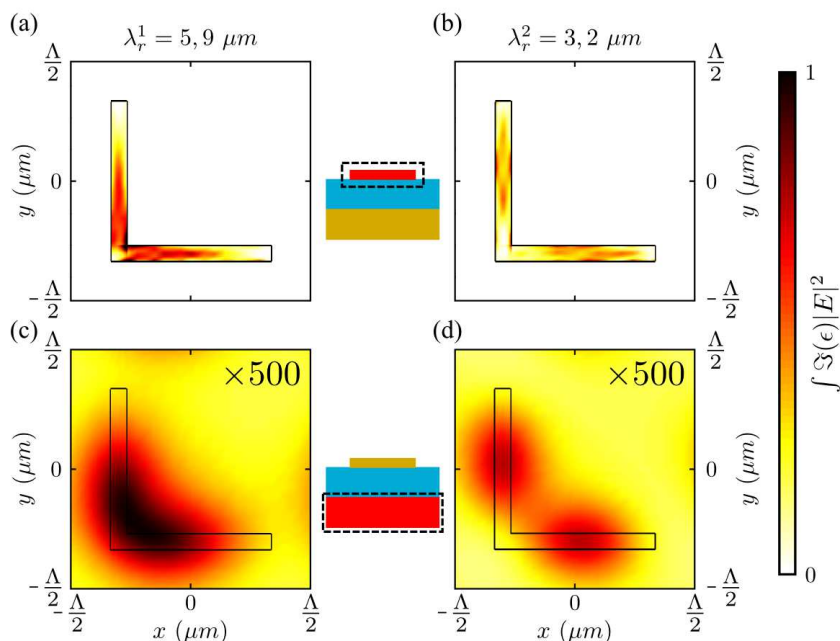 (a)
λ_r^1 = 5,9 μm
(b)
λ_r^2 = 3,2 μm
Λ/2
0
-Λ/2
y (μm)
Λ/2
0
-Λ/2
y (μm)
(c)
×500
(d)
×500
Λ/2
0
-Λ/2
y (μm)
Λ/2
0
-Λ/2
y (μm)
-Λ/2 0 Λ/2
x (μm)
-Λ/2 0 Λ/2
x (μm)
1
0
∫ ℑ(ϵ)|E|²